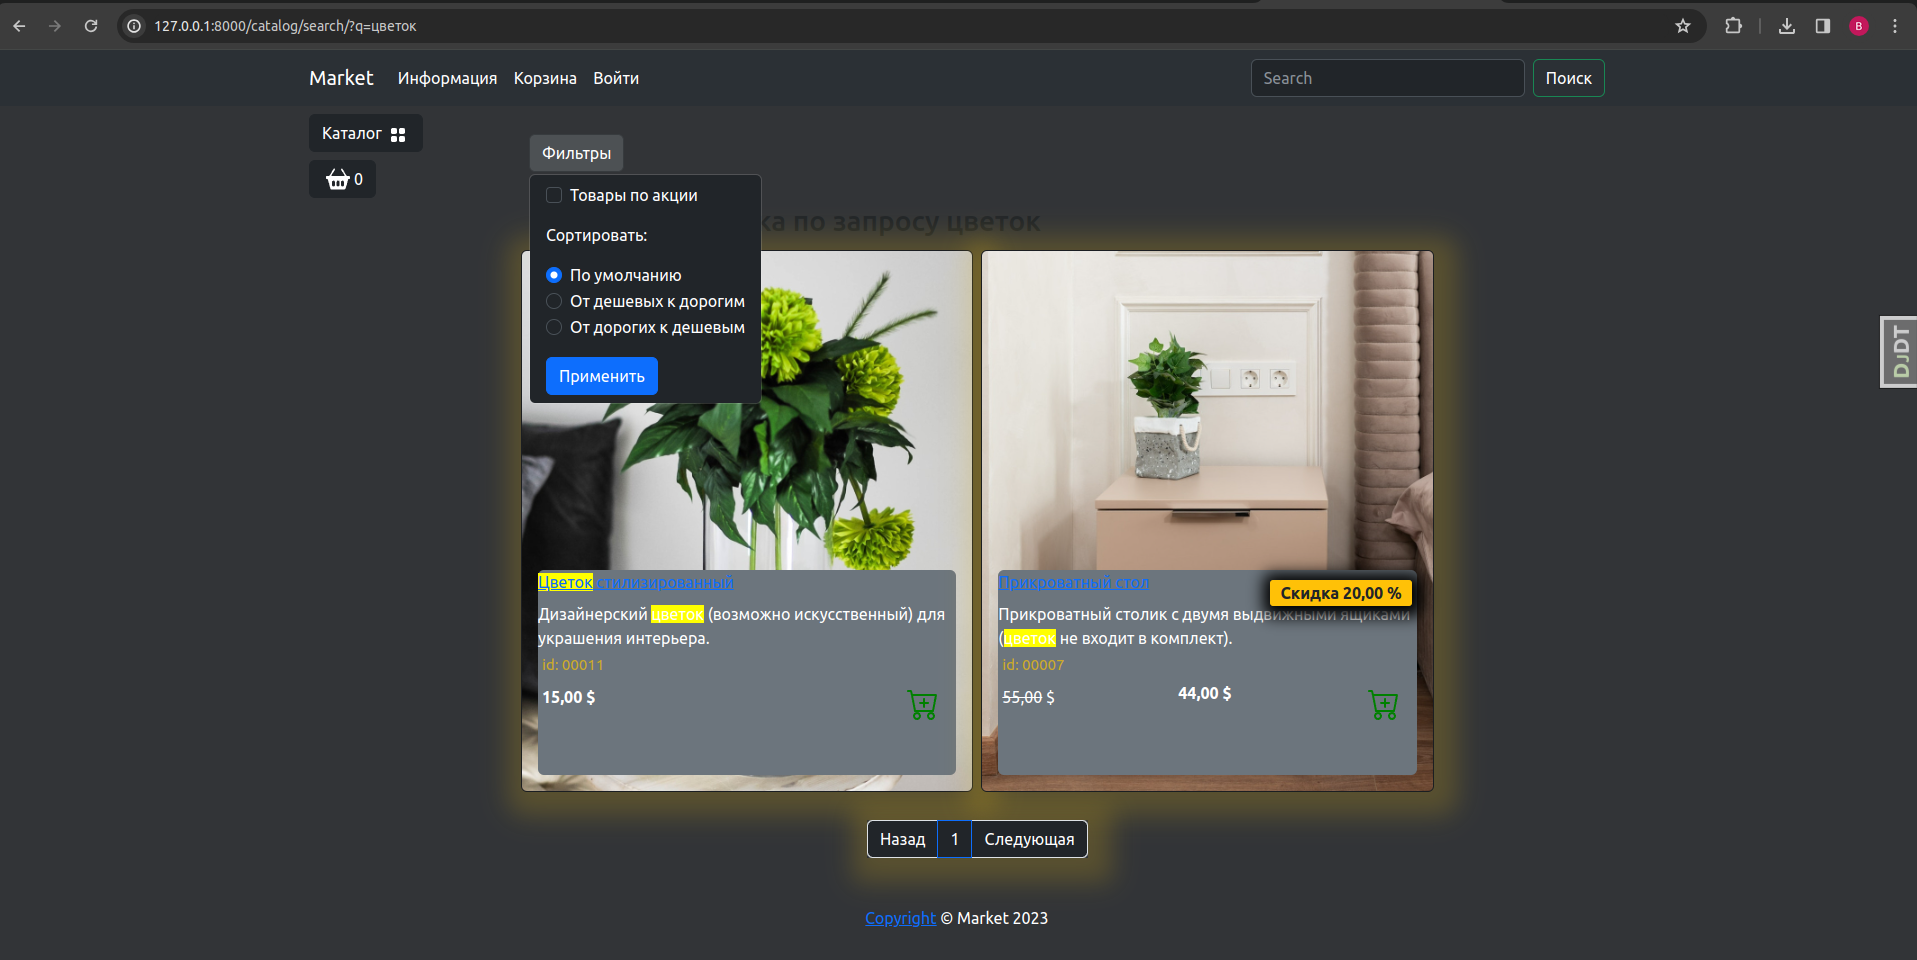 127.0.0.1:8000/catalog/search/?q=цветок
B
Market Информация Корзина Войти
Search
Поиск
Каталог
0
Фильтры
Товары по акции
Сортировать:
По умолчанию
От дешевых к дорогим
От дорогих к дешевым
Применить
по запросу цветок
DjDT
Цветок стилизированный
Дизайнерский цветок (возможно искусственный) для
украшения интерьера.
id: 00011
15,00 $
Прикроватный стол
Скидка 20,00 %
Прикроватный столик с двумя выдвижными ящиками
(цветок не входит в комплект).
id: 00007
55,00 $
44,00 $
Назад 1 Следующая
Copyright © Market 2023